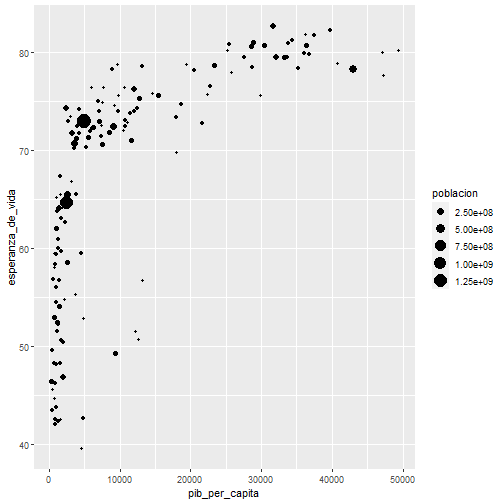 80
70
60
50
40
esperanza_de_vida
0
10000
20000
30000
40000
50000
pib_per_capita
poblacion
2.50e+08
5.00e+08
7.50e+08
1.00e+09
1.25e+09